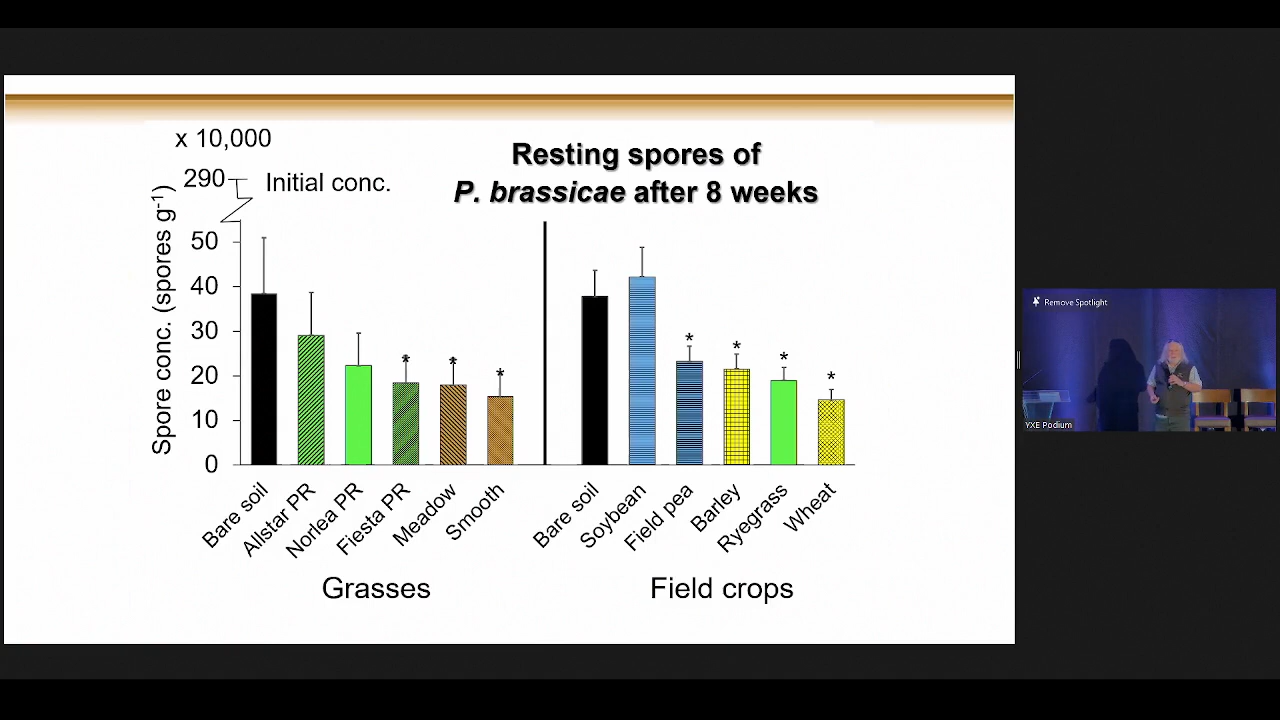 x 10,000
290
Initial conc.
Resting spores of
P. brassicae after 8 weeks
Spore conc. (spores g-1)
50
40
30
20
10
0
* * *
* * * *
Bare soil
Allstar PR
Norlea PR
Fiesta PR
Meadow
Smooth
Bare soil
Soybean
Field pea
Barley
Ryegrass
Wheat
Grasses
Field crops
Remove Spotlight
YXE Podium